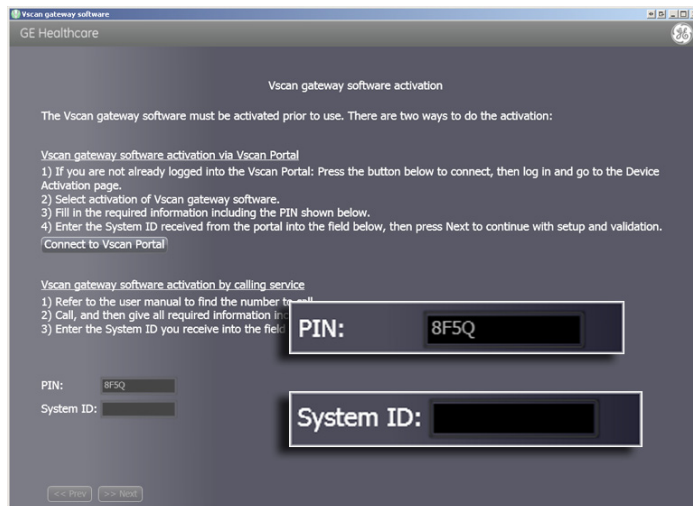 Vscan gateway software
GE Healthcare
Vscan gateway software activation
The Vscan gateway software must be activated prior to use. There are two ways to do the activation:
Vscan gateway software activation via Vscan Portal
1) If you are not already logged into the Vscan Portal: Press the button below to connect, then log in and go to the Device
Activation page.
2) Select activation of Vscan gateway software.
3) Fill in the required information including the PIN shown below.
4) Enter the System ID received from the portal into the field below, then press Next to continue with setup and validation.
Connect to Vscan Portal
Vscan gateway software activation by calling service
1) Refer to the user manual to find the number to
2) Call, and then give all required information
3) Enter the System ID you receive into the field
PIN: 8F5Q
System ID:
PIN: 8F5Q
System ID:
<< Prev >> Next